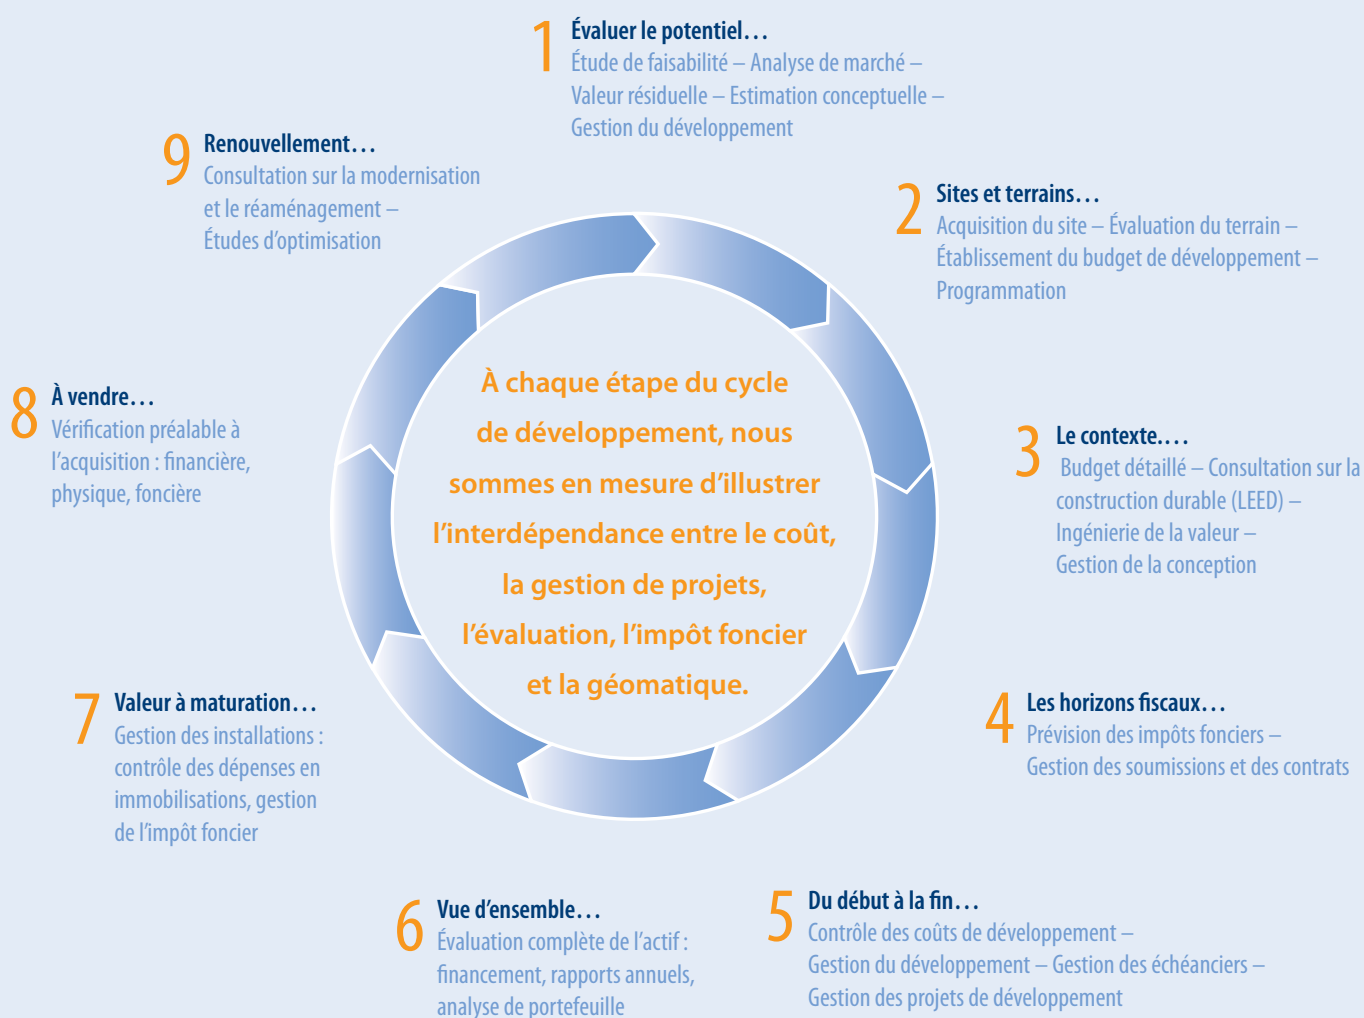 1
Évaluer le potentiel…
Étude de faisabilité – Analyse de marché –
Valeur résiduelle – Estimation conceptuelle –
Gestion du développement
2
Sites et terrains…
Acquisition du site – Évaluation du terrain –
Établissement du budget de développement –
Programmation
3
Le contexte.…
Budget détaillé – Consultation sur la
construction durable (LEED) –
Ingénierie de la valeur –
Gestion de la conception
4
Les horizons fiscaux…
Prévision des impôts fonciers –
Gestion des soumissions et des contrats
5
Du début à la fin…
Contrôle des coûts de développement –
Gestion du développement – Gestion des échéanciers –
Gestion des projets de développement
6
Vue d’ensemble…
Évaluation complète de l’actif :
financement, rapports annuels,
analyse de portefeuille
7
Valeur à maturation…
Gestion des installations :
contrôle des dépenses en
immobilisations, gestion
de l’impôt foncier
8
À vendre…
Vérification préalable à
l’acquisition : financière,
physique, foncière
9
Renouvellement…
Consultation sur la modernisation
et le réaménagement –
Études d’optimisation
À chaque étape du cycle
de développement, nous
sommes en mesure d’illustrer
l’interdépendance entre le coût,
la gestion de projets,
l’évaluation, l’impôt foncier
et la géomatique.